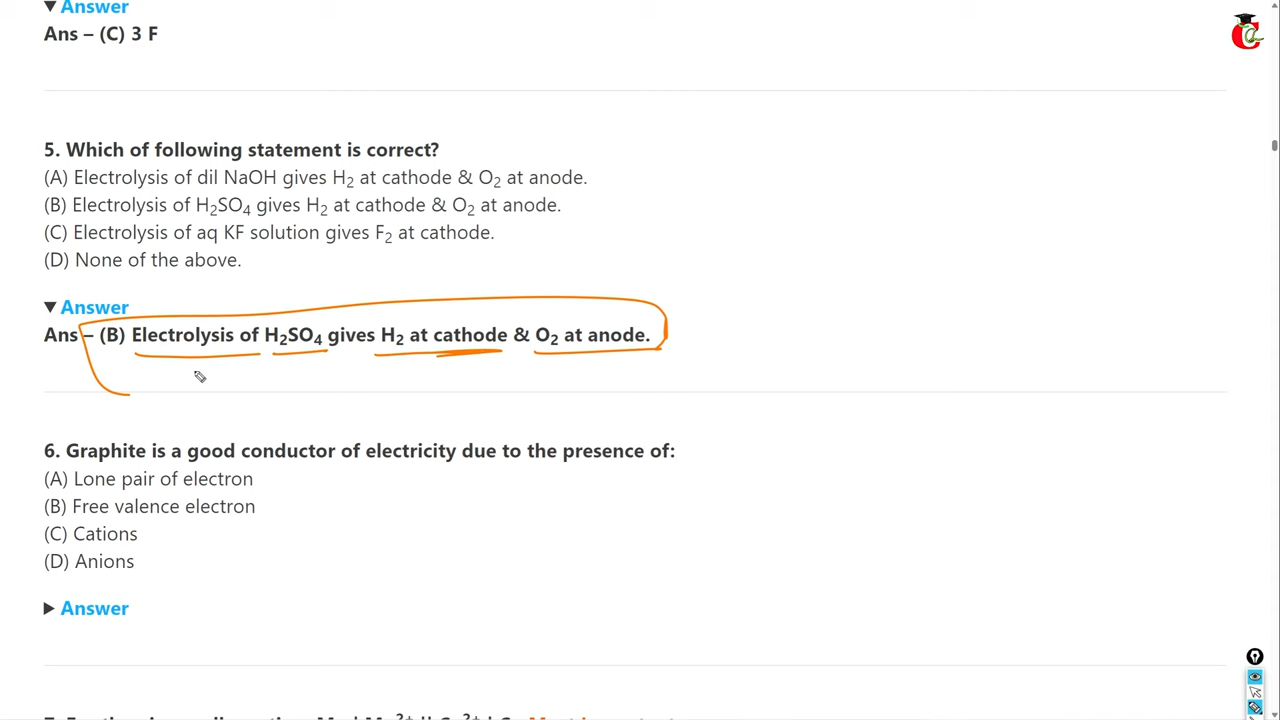 ▼ Answer
Ans – (C) 3 F
5. Which of following statement is correct?
(A) Electrolysis of dil NaOH gives H₂ at cathode & O₂ at anode.
(B) Electrolysis of H₂SO₄ gives H₂ at cathode & O₂ at anode.
(C) Electrolysis of aq KF solution gives F₂ at cathode.
(D) None of the above.
▼ Answer
Ans – (B) Electrolysis of H₂SO₄ gives H₂ at cathode & O₂ at anode.
6. Graphite is a good conductor of electricity due to the presence of:
(A) Lone pair of electron
(B) Free valence electron
(C) Cations
(D) Anions
▶ Answer